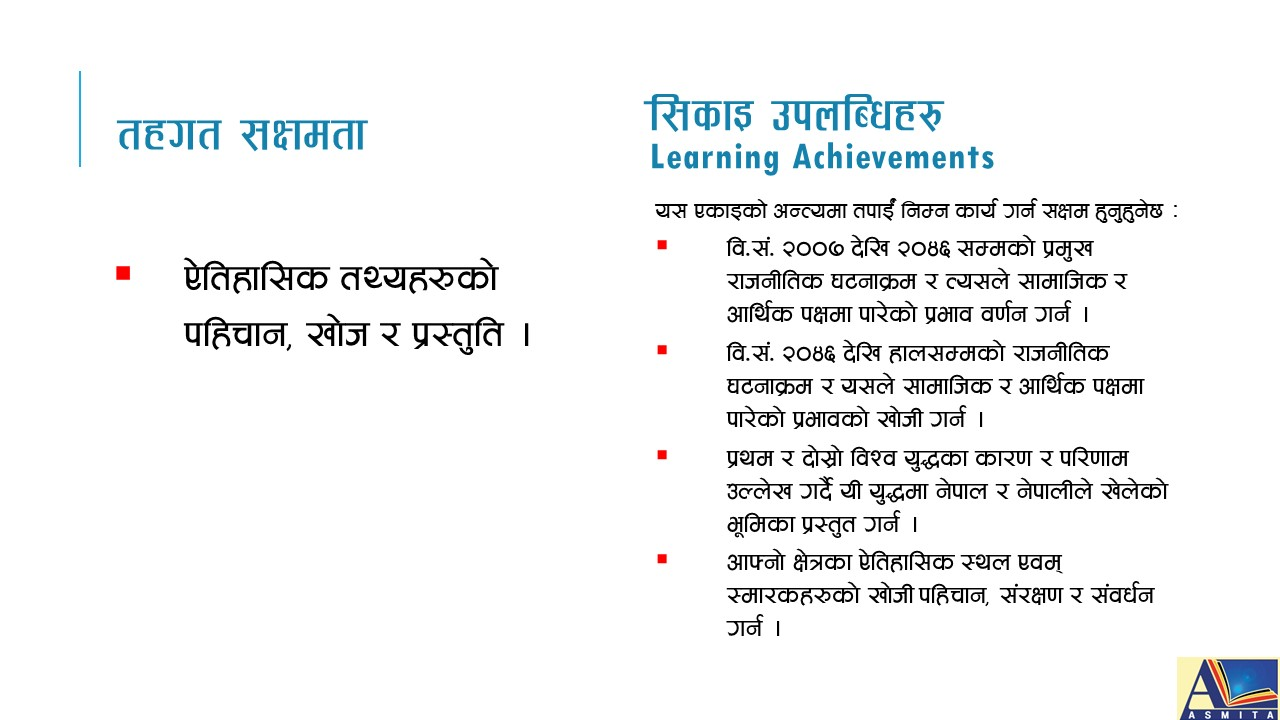 तहगत सक्षमता
ऐतिहासिक तथ्यहरुको
पहिचान, खोज र प्रस्तुति ।
सिकाइ उपलब्धिहरु
Learning Achievements
यस एकाइको अन्त्यमा तपाईँ निम्न कार्य गर्न सक्षम हुनुहुनेछ :
वि.सं. २००७ देखि २०४६ सम्मको प्रमुख
राजनीतिक घटनाक्रम र त्यसले सामाजिक र
आर्थिक पक्षमा पारेको प्रभाव वर्णन गर्न ।
वि.सं. २०४६ देखि हालसम्मको राजनीतिक
घटनाक्रम र यसले सामाजिक र आर्थिक पक्षमा
पारेको प्रभावको खोजी गर्न ।
प्रथम र दोस्रो विश्व युद्धका कारण र परिणाम
उल्लेख गर्दै यी युद्धमा नेपाल र नेपालीले खेलेको
भूमिका प्रस्तुत गर्न ।
आफ्नो क्षेत्रका ऐतिहासिक स्थल एवम्
स्मारकहरुको खोजी पहिचान, संरक्षण र संवर्धन
गर्न ।
ASMITA